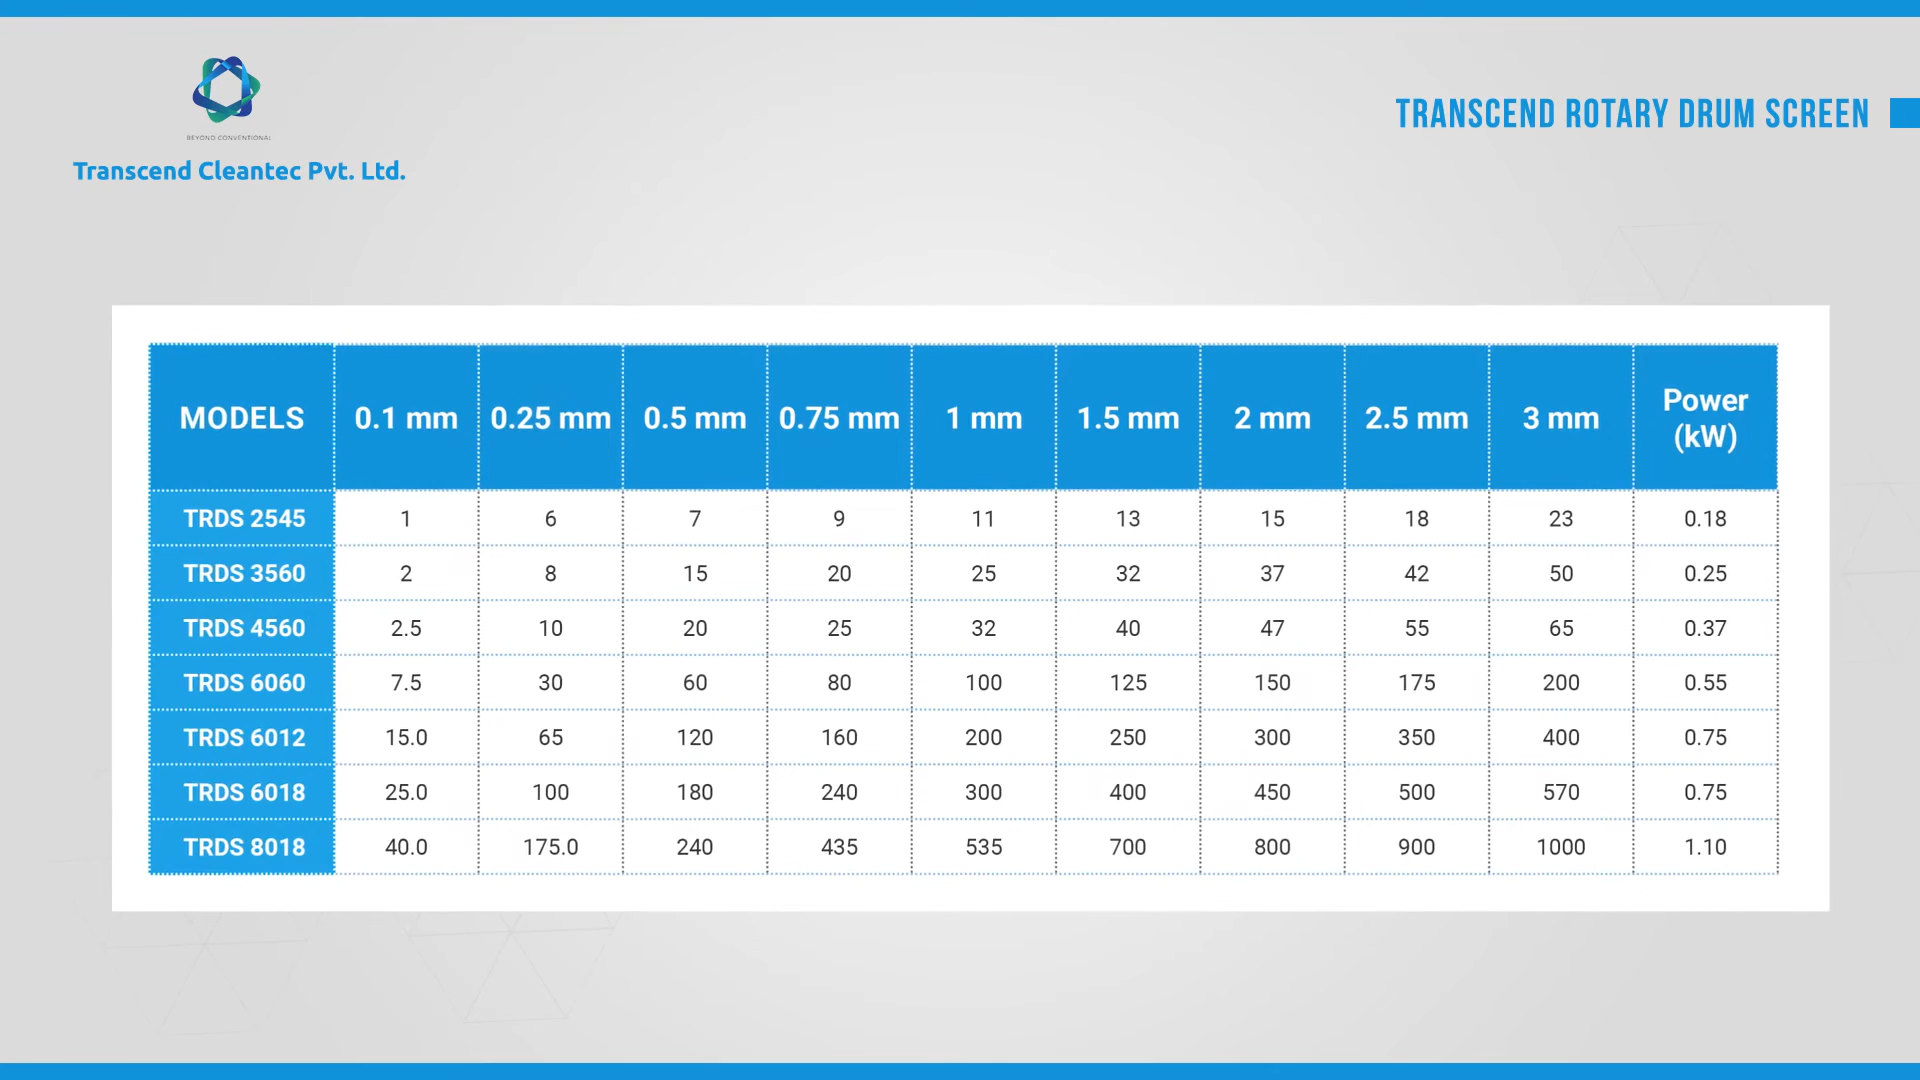 BEYOND CONVENTIONAL
Transcend Cleantec Pvt. Ltd.
TRANSCEND ROTARY DRUM SCREEN
MODELS 0.1 mm 0.25 mm 0.5 mm 0.75 mm 1 mm 1.5 mm 2 mm 2.5 mm 3 mm Power (kW)
TRDS 2545 1 6 7 9 11 13 15 18 23 0.18
TRDS 3560 2 8 15 20 25 32 37 42 50 0.25
TRDS 4560 2.5 10 20 25 32 40 47 55 65 0.37
TRDS 6060 7.5 30 60 80 100 125 150 175 200 0.55
TRDS 6012 15.0 65 120 160 200 250 300 350 400 0.75
TRDS 6018 25.0 100 180 240 300 400 450 500 570 0.75
TRDS 8018 40.0 175.0 240 435 535 700 800 900 1000 1.10